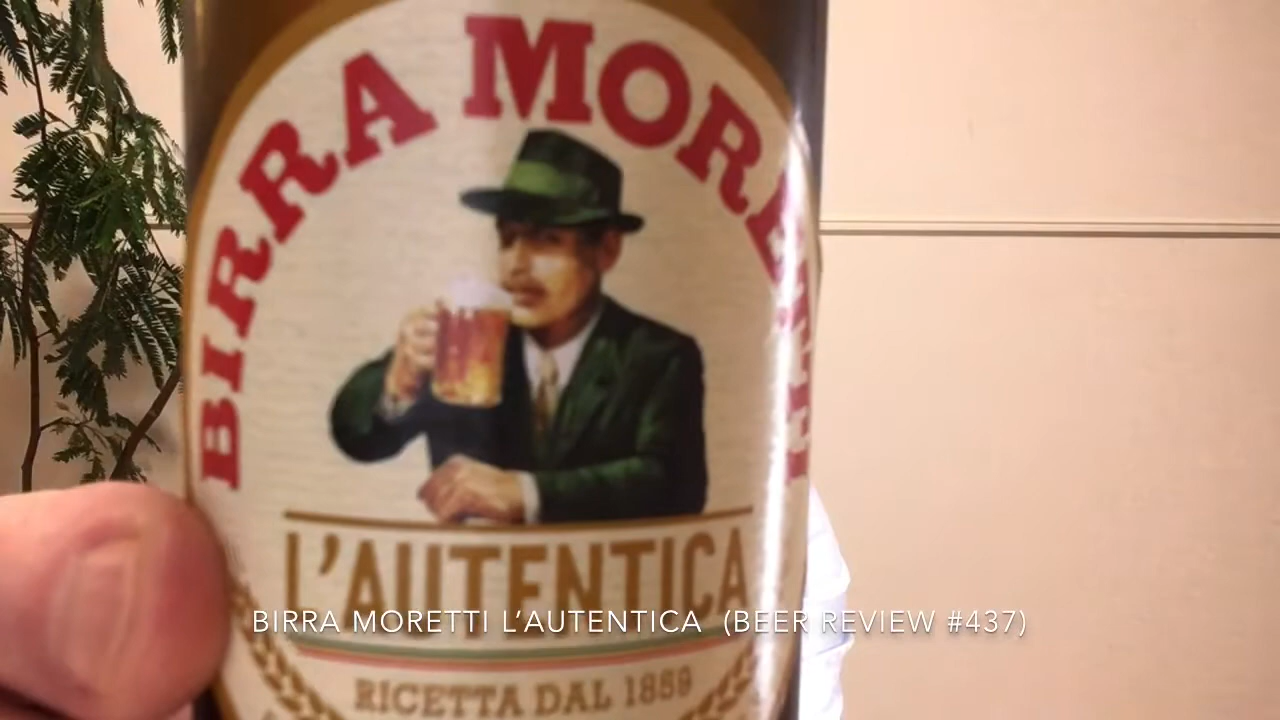 BIRRA MORETTI
L'AUTENTICA
BIRRA MORETTI L'AUTENTICA (BEER REVIEW #437)
RICETTA DAL 1859